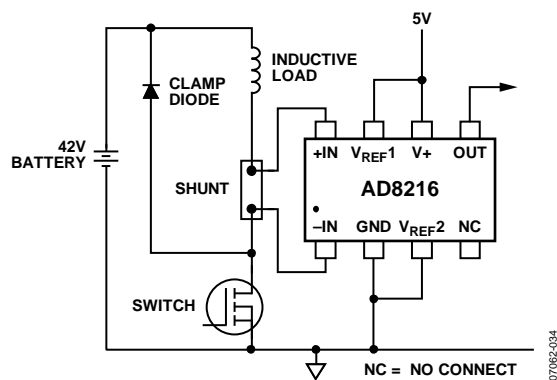 5V
INDUCTIVE
LOAD
CLAMP
DIODE
42V
BATTERY
SHUNT
+IN VREF1 V+ OUT
AD8216
–IN GND VREF2 NC
SWITCH
NC = NO CONNECT
07062-034